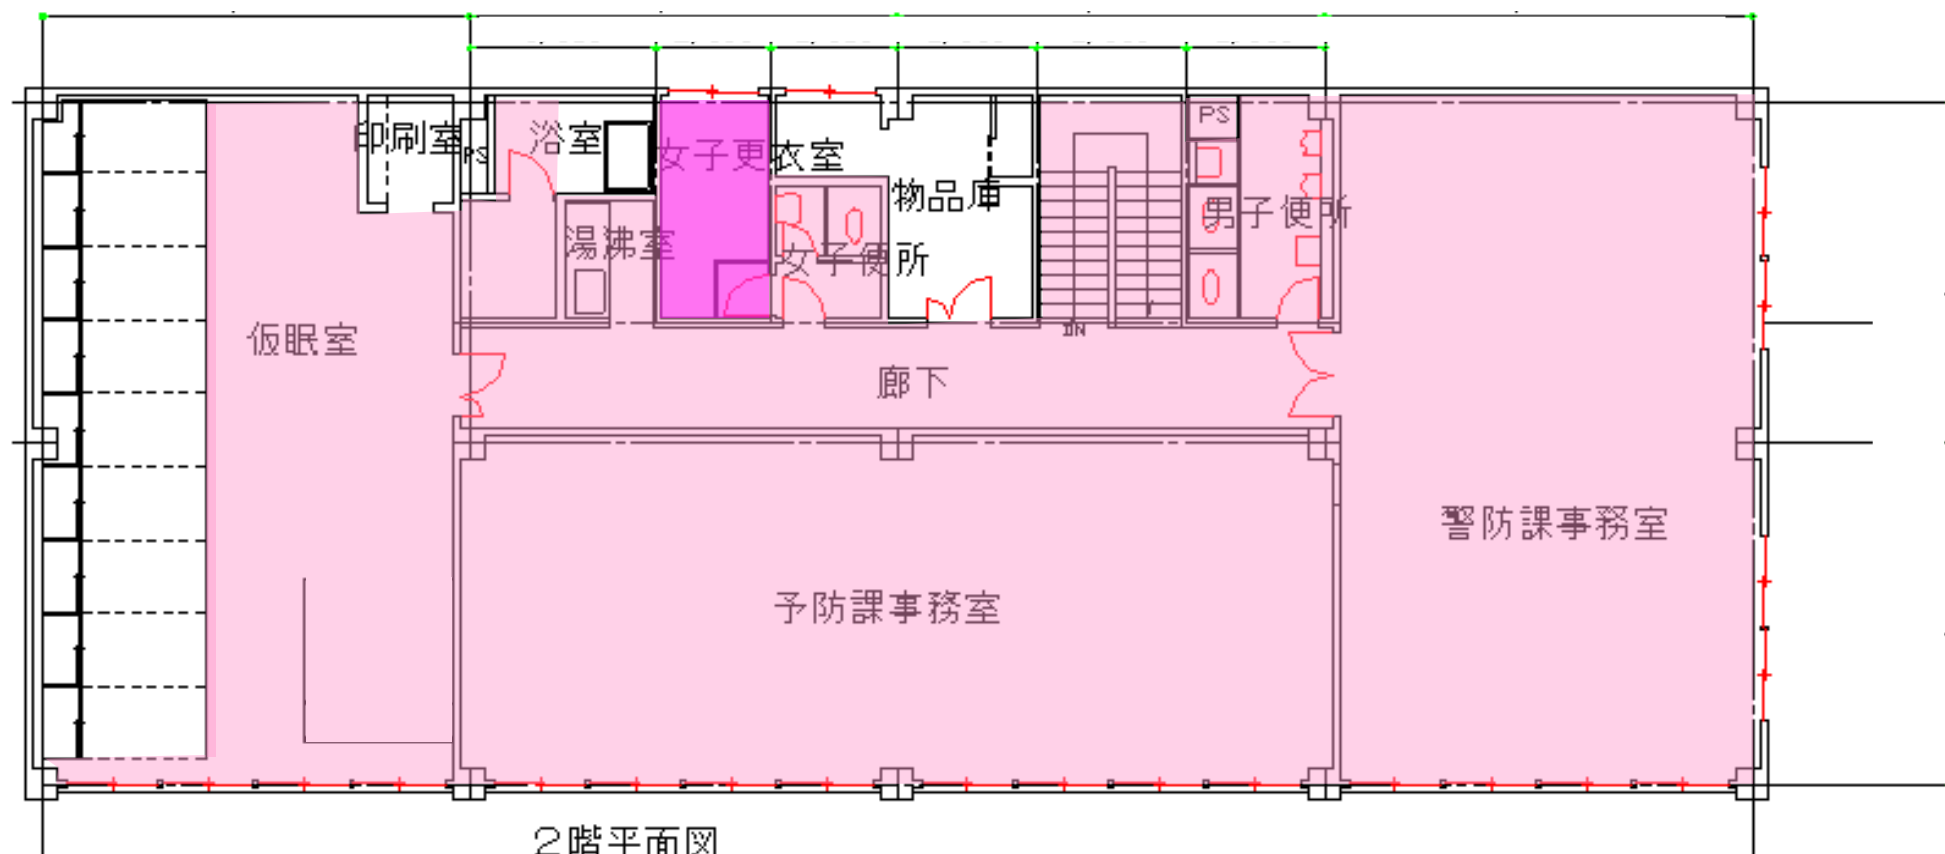 PS
印刷室
浴室
PS
女子更衣室
物品庫
男子便所
湯沸室
女子便所
仮眠室
DN
廊下
警防課事務室
予防課事務室
2階平面図